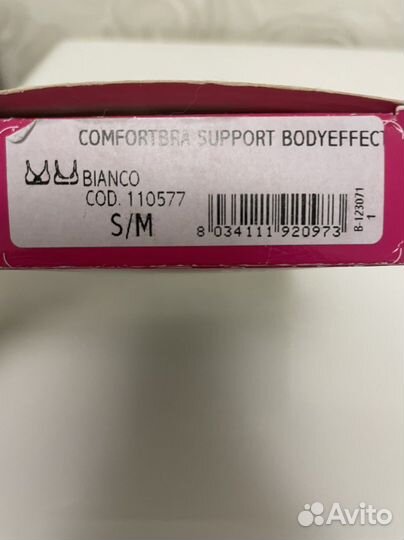 COMFORTBRA SUPPORT BODYEFFECT
BIANCO
COD. 110577
S/M
8 034111 920973
B-123071
1
Avito